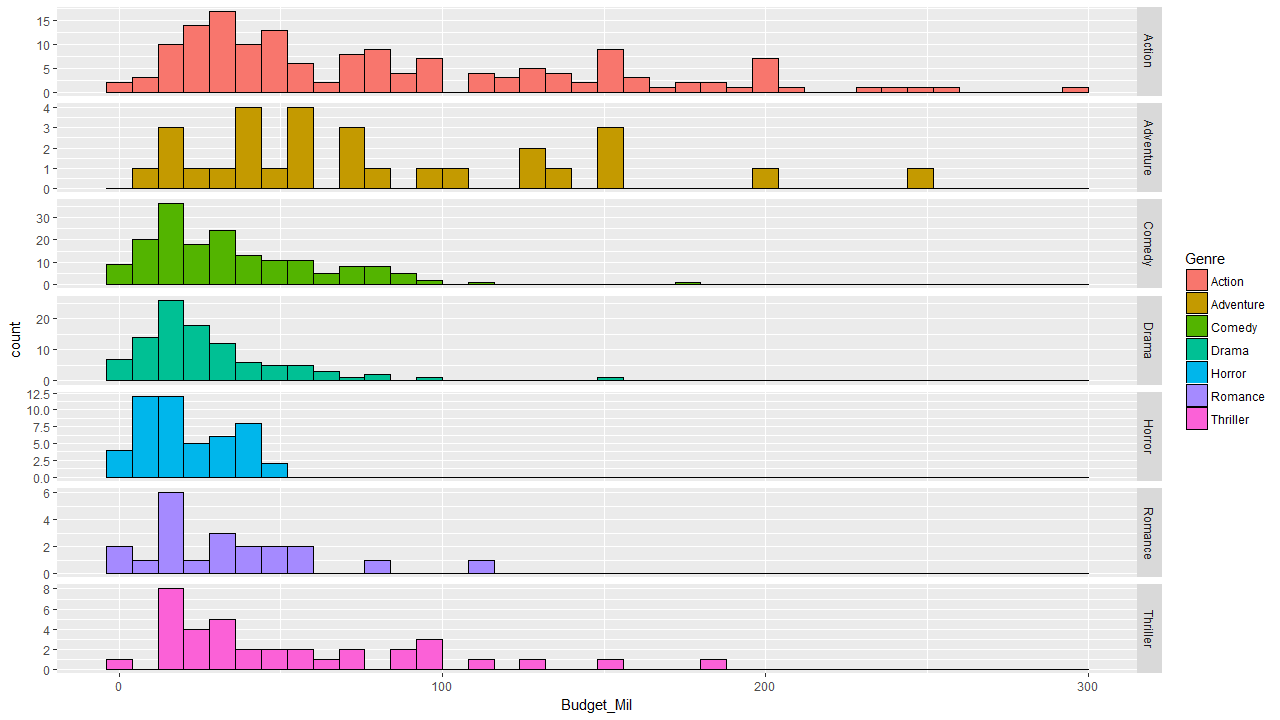 15
10
5
0
Action
4
3
2
1
0
Adventure
30
20
10
0
Comedy
20
10
0
Drama
12.5
10.0
7.5
5.0
2.5
0.0
Horror
6
4
2
0
Romance
8
6
4
2
0
Thriller
count
0
100
200
300
Budget_Mil
Genre
Action
Adventure
Comedy
Drama
Horror
Romance
Thriller